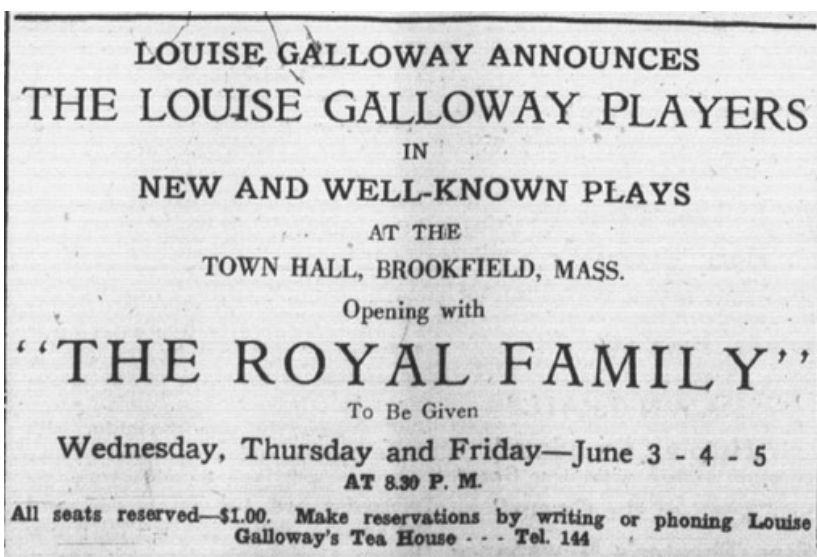 LOUISE GALLOWAY ANNOUNCES
THE LOUISE GALLOWAY PLAYERS
IN
NEW AND WELL-KNOWN PLAYS
AT THE
TOWN HALL, BROOKFIELD, MASS.
Opening with
"THE ROYAL FAMILY"
To Be Given
Wednesday, Thursday and Friday—June 3 - 4 - 5
AT 8.30 P. M.
All seats reserved—$1.00. Make reservations by writing or phoning Louise
Galloway's Tea House - - - Tel. 144